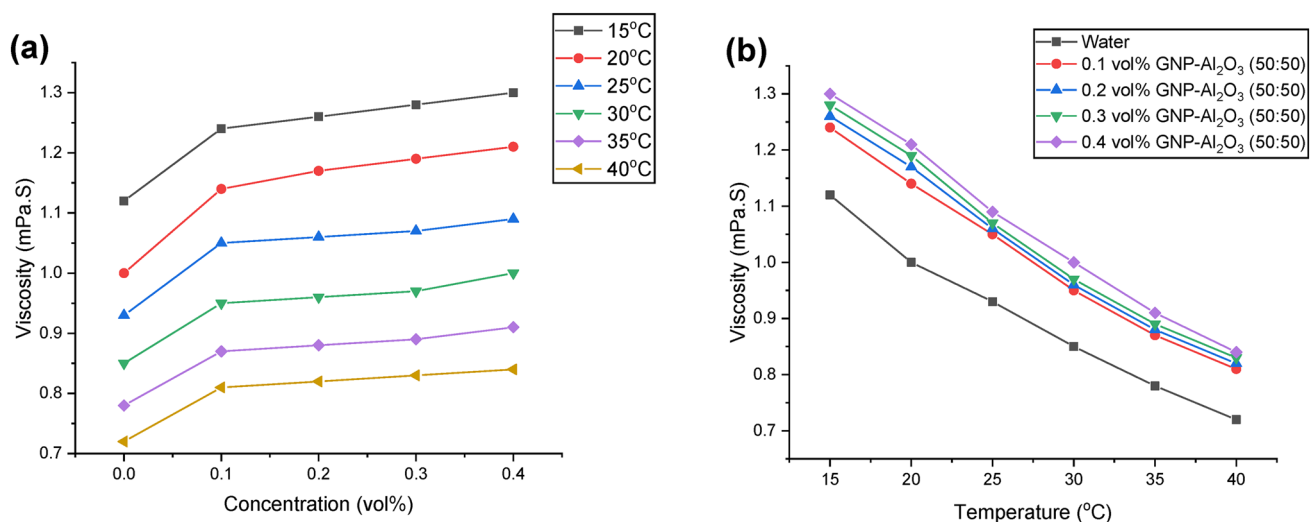 (a)
15°C
20°C
25°C
30°C
35°C
40°C
1.3
1.2
1.1
1.0
0.9
0.8
0.7
Viscosity (mPa.S)
0.0 0.1 0.2 0.3 0.4
Concentration (vol%)
(b)
Water
0.1 vol% GNP-Al₂O₃ (50:50)
0.2 vol% GNP-Al₂O₃ (50:50)
0.3 vol% GNP-Al₂O₃ (50:50)
0.4 vol% GNP-Al₂O₃ (50:50)
1.3
1.2
1.1
1.0
0.9
0.8
0.7
Viscosity (mPa.S)
15 20 25 30 35 40
Temperature (°C)